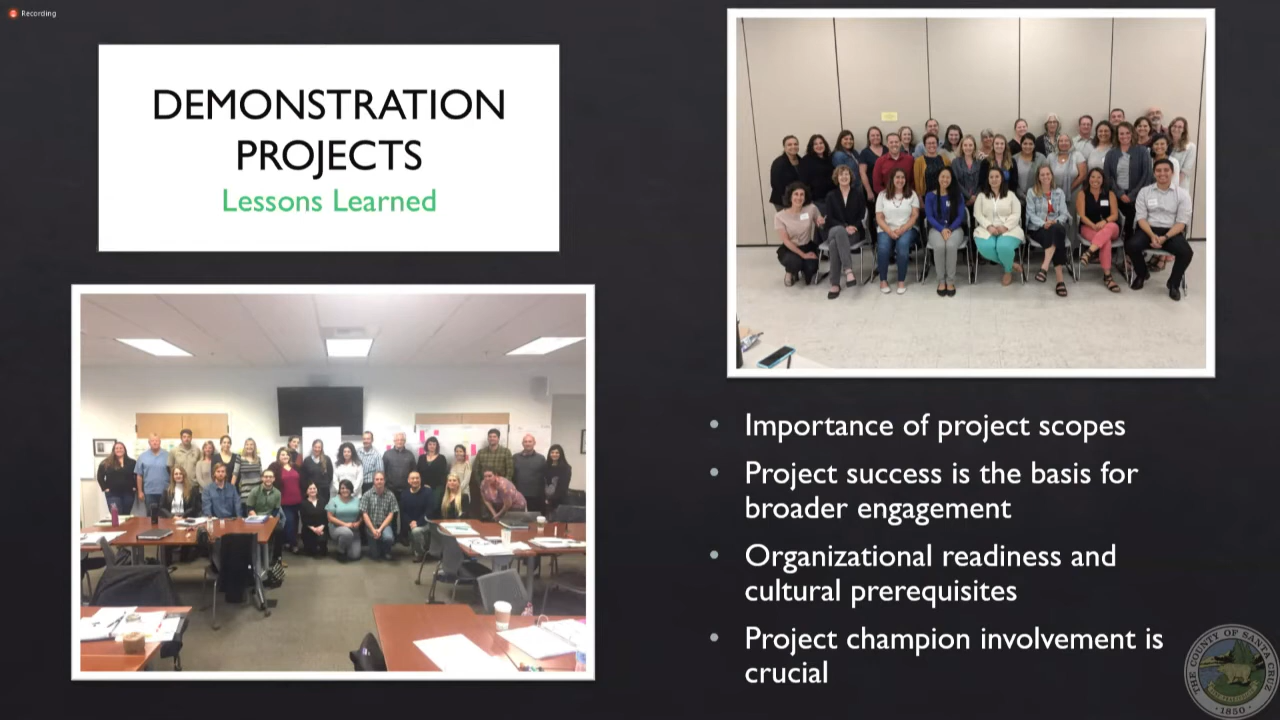 Recording
DEMONSTRATION
PROJECTS
Lessons Learned
• Importance of project scopes
• Project success is the basis for
broader engagement
• Organizational readiness and
cultural prerequisites
• Project champion involvement is
crucial
THE COUNTY OF SANTA CRUZ
• 1850 •